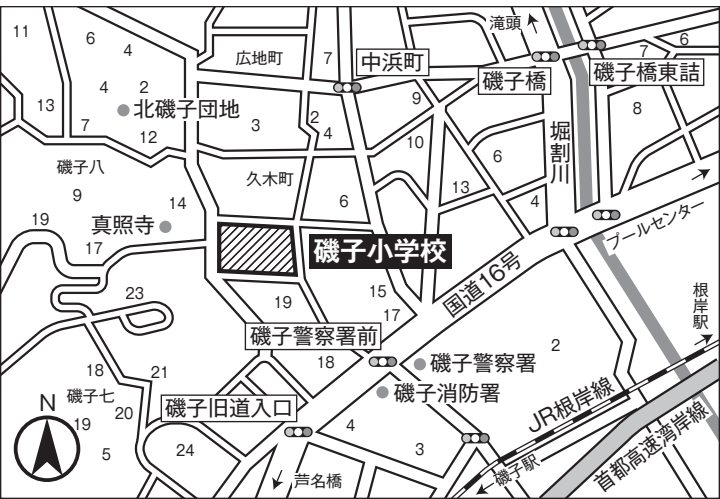 滝頭
11
6
4
広地町
7
中浜町
磯子橋
7
6
磯子橋東詰
4
2
13
北磯子団地
9
8
7
12
3
2
4
10
堀割川
磯子八
久木町
6
9
13
14
6
4
19
真照寺
17
磯子小学校
プールセンター
23
19
15
17
国道16号
根岸駅
磯子警察署前
18
2
18
21
磯子警察署
磯子七
磯子消防署
N
19
20
磯子旧道入口
JR根岸線
5
24
4
3
芦名橋
磯子駅
首都高速湾岸線